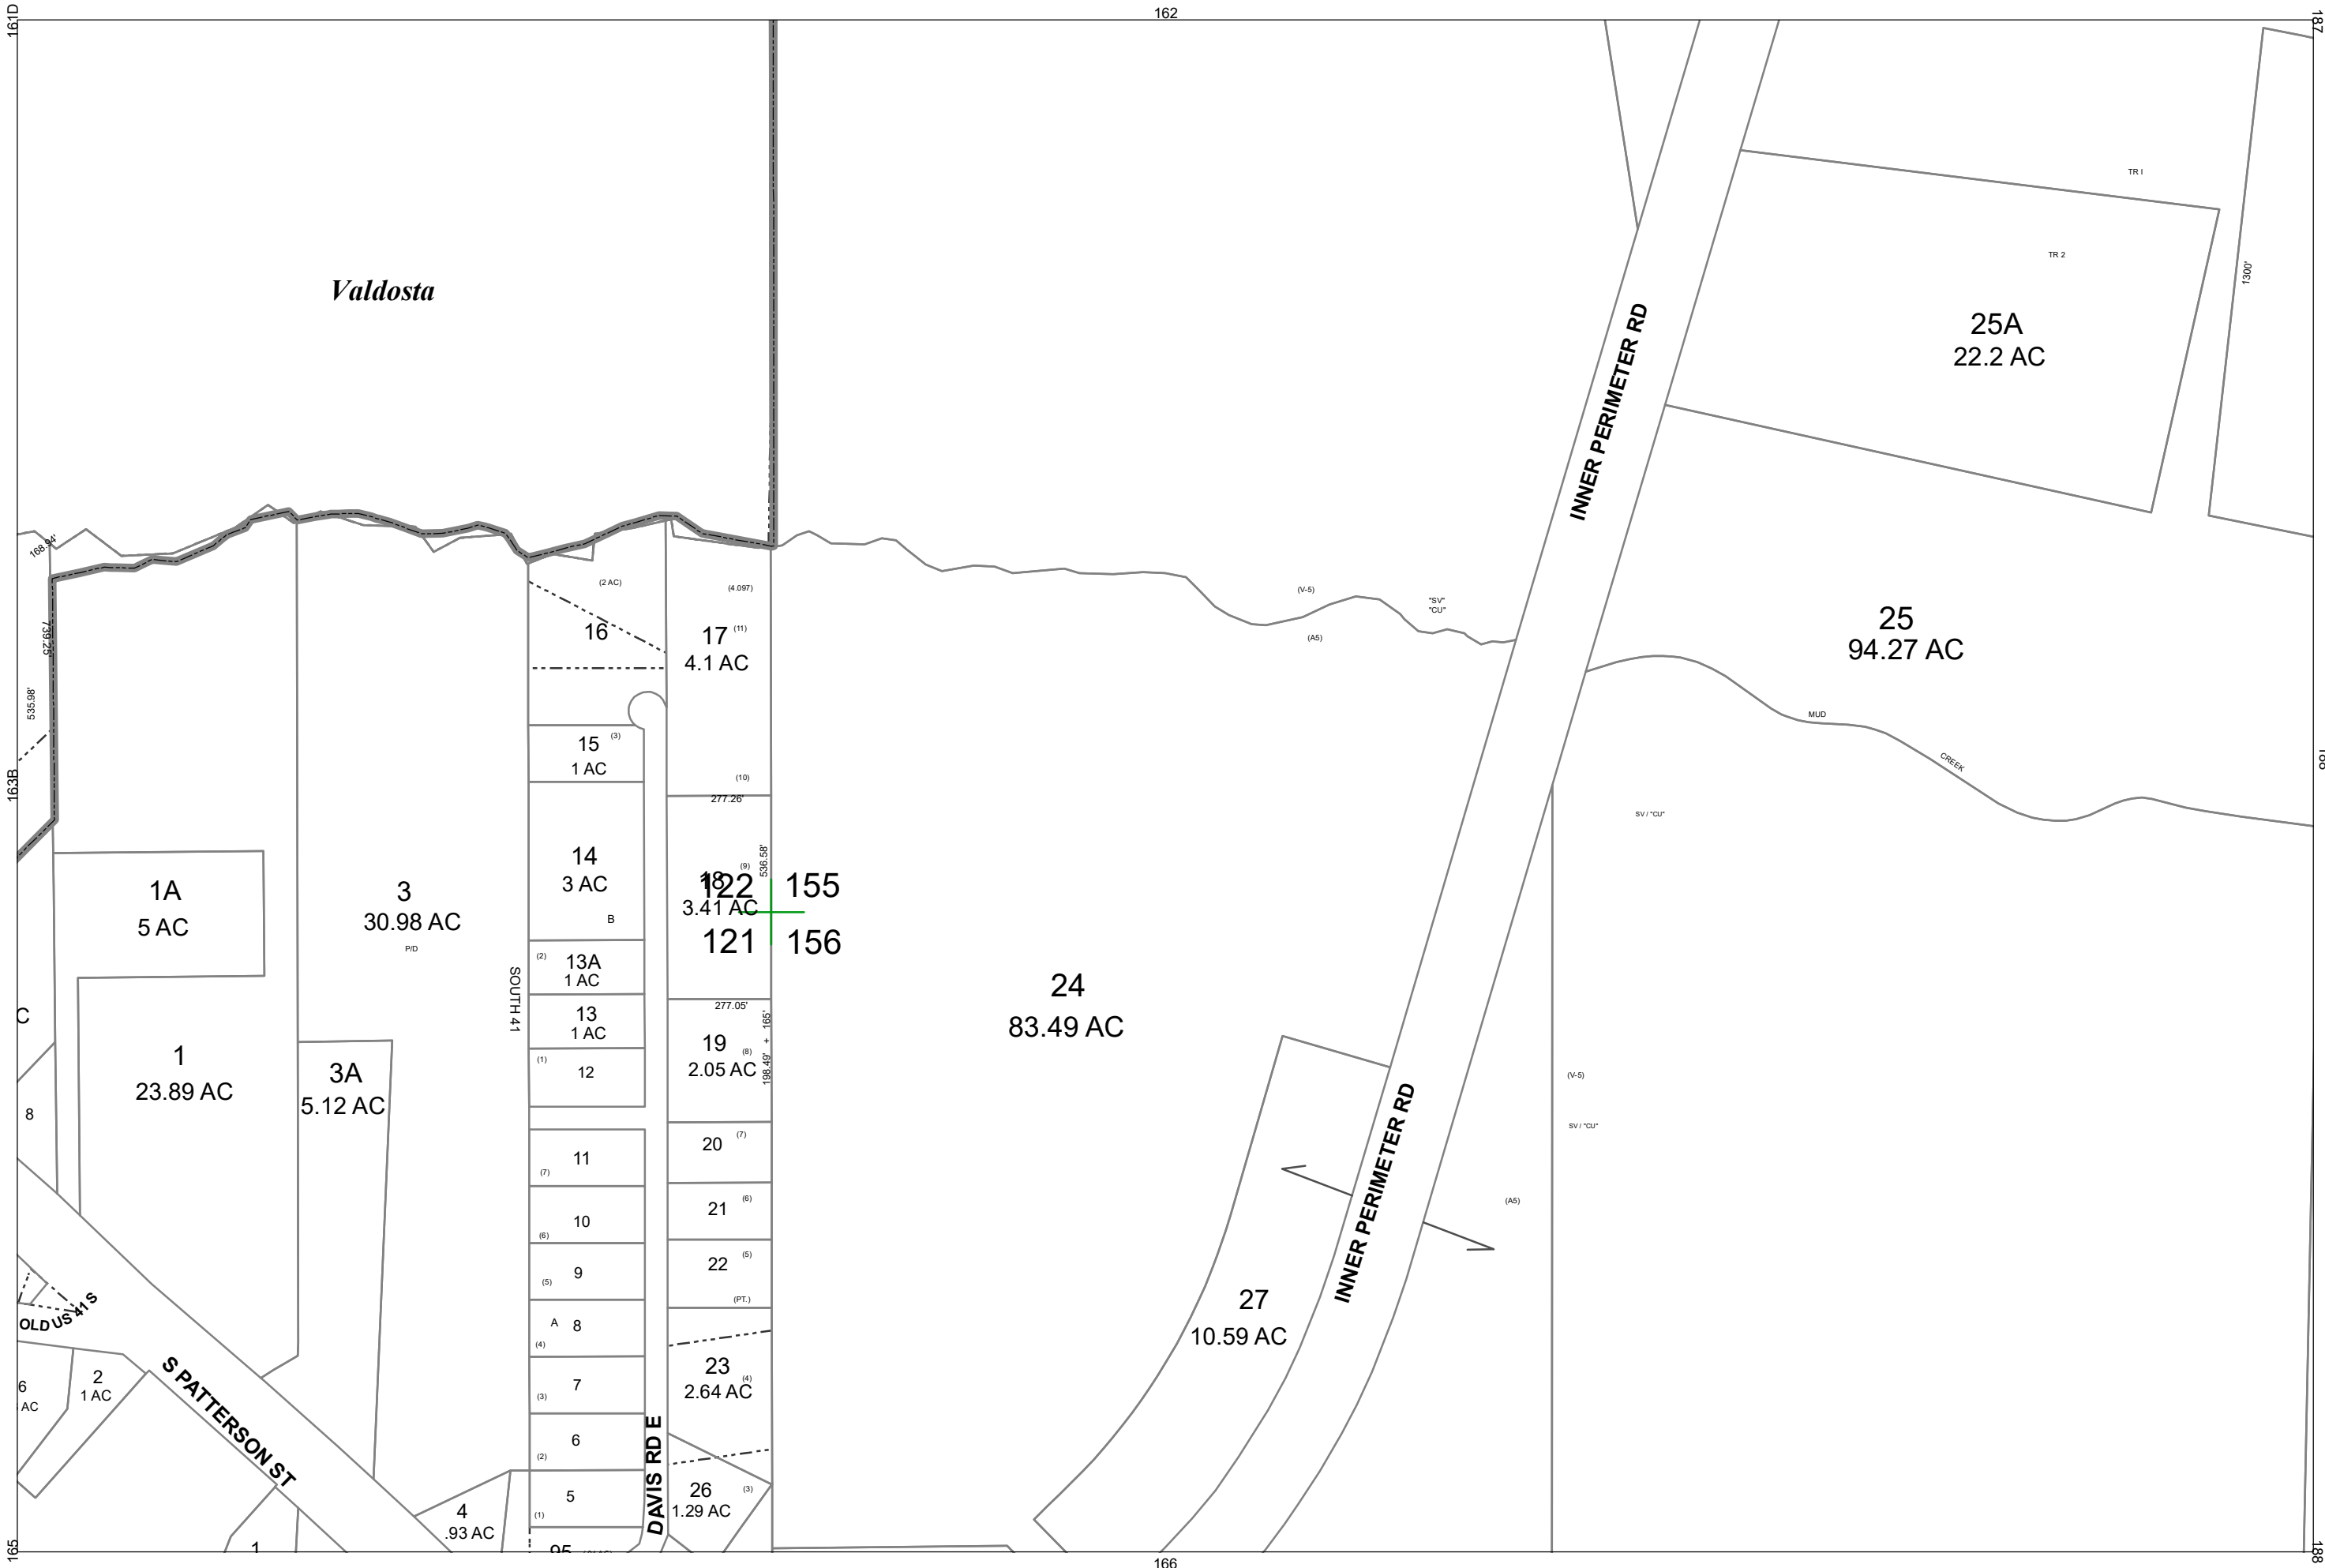 161D
162
187
TR I
TR 2
1300'
Valdosta
25A
22.2 AC
INNER PERIMETER RD
168.94'
739.25'
535.98'
(2 AC)
(4.097)
(V-5)
"SV"
"CU"
16
17 (11)
4.1 AC
(A5)
25
94.27 AC
MUD
CREEK
15 (3)
1 AC
163B
(10)
277.26'
SV / "CU"
14
3 AC
B
536.58'
(9)
18
3.41 AC
122
155
121
156
1A
5 AC
3
30.98 AC
P/D
(2)
13A
1 AC
SOUTH 41
13
1 AC
277.05'
198.49' + 165'
24
83.49 AC
C
1
23.89 AC
3A
5.12 AC
(1)
12
19
(8)
2.05 AC
(V-5)
8
SV / "CU"
INNER PERIMETER RD
11
(7)
20 (7)
10
(6)
21 (6)
(A5)
9
(5)
22 (5)
(PT.)
A
8
(4)
27
10.59 AC
OLD US 41 S
S PATTERSON ST
6
AC
2
1 AC
7
(3)
23
(4)
2.64 AC
6
(2)
DAVIS RD E
5
(1)
26 (3)
1.29 AC
4
.93 AC
1
95
165
166
188